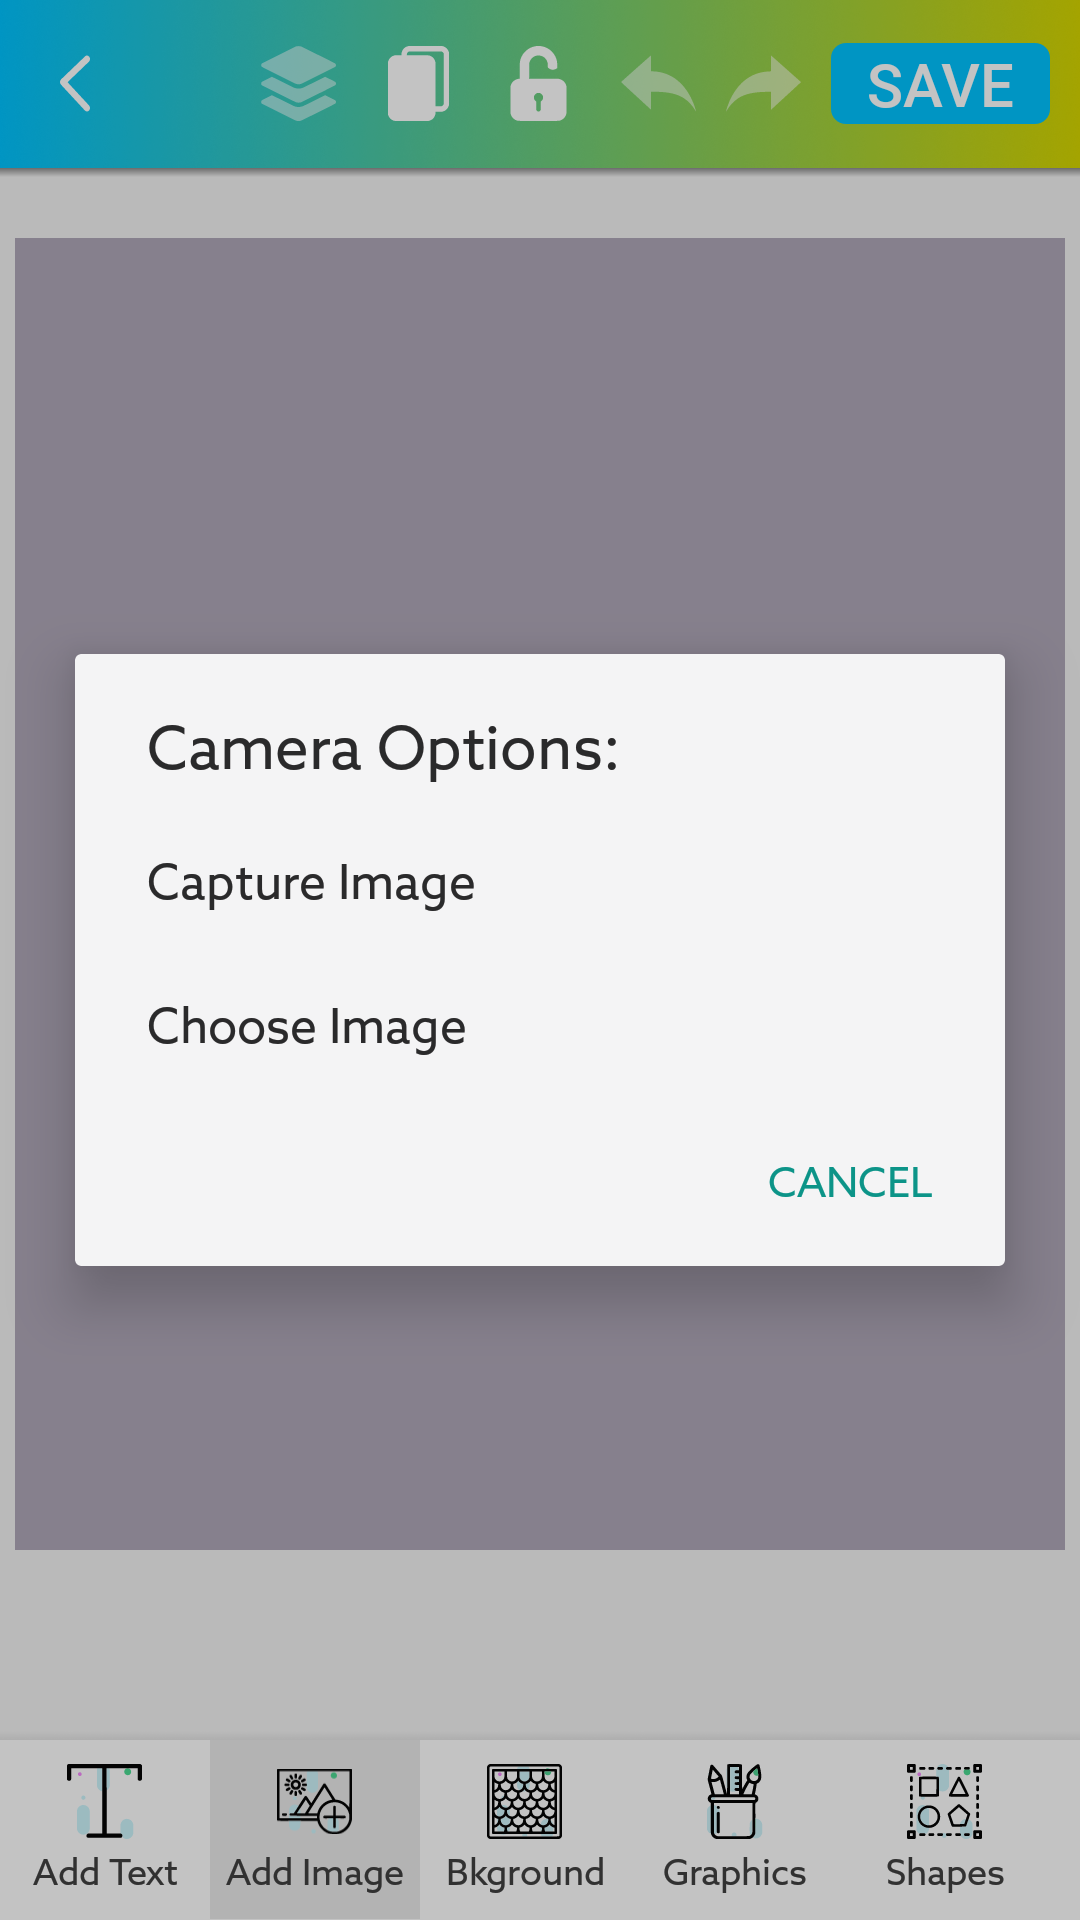 SAVE
Camera Options:
Capture Image
Choose Image
CANCEL
Add Text
Add Image
Bkground
Graphics
Shapes